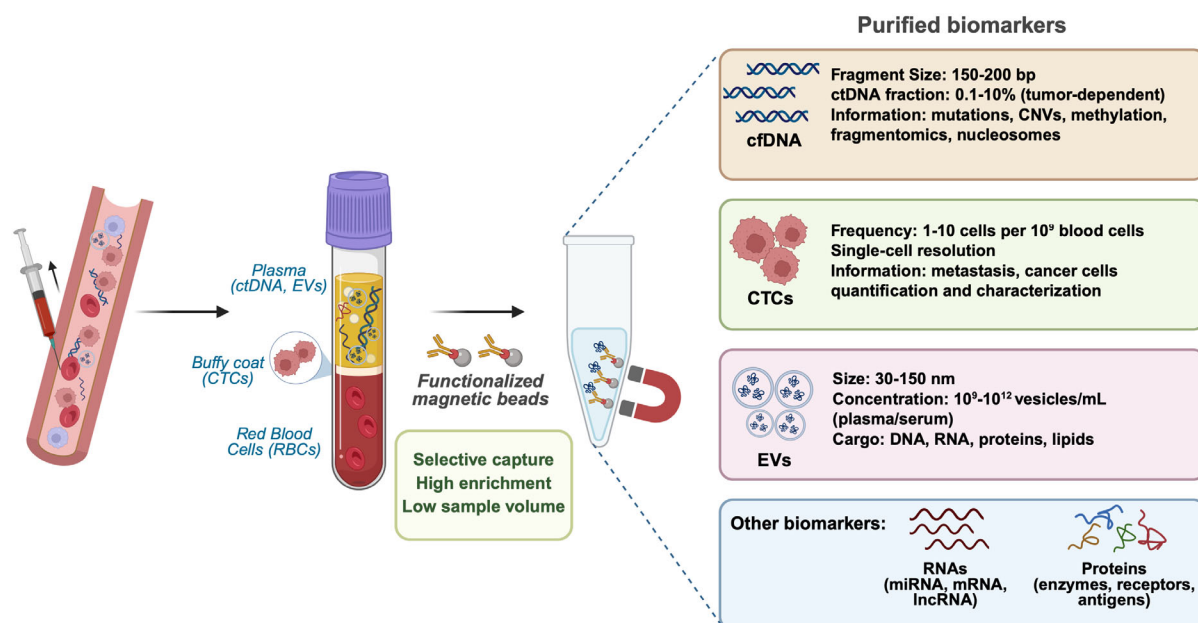 Purified biomarkers
Fragment Size: 150-200 bp
ctDNA fraction: 0.1-10% (tumor-dependent)
Information: mutations, CNVs, methylation,
fragmentomics, nucleosomes
cfDNA
Frequency: 1-10 cells per 10⁹ blood cells
Single-cell resolution
Information: metastasis, cancer cells
quantification and characterization
CTCs
Size: 30-150 nm
Concentration: 10⁹-10¹² vesicles/mL
(plasma/serum)
Cargo: DNA, RNA, proteins, lipids
EVs
Other biomarkers:
RNAs
(miRNA, mRNA,
lncRNA)
Proteins
(enzymes, receptors,
antigens)
Plasma
(ctDNA, EVs)
Buffy coat
(CTCs)
Red Blood
Cells (RBCs)
Functionalized
magnetic beads
Selective capture
High enrichment
Low sample volume